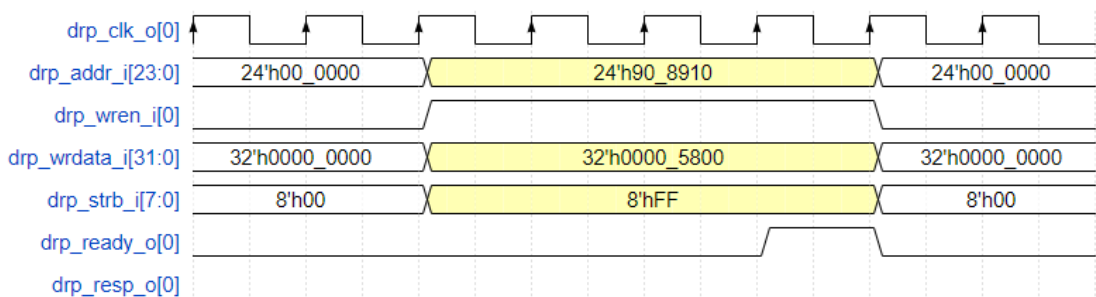 drp_clk_o[0]
drp_addr_i[23:0] 24'h00_0000 24'h90_8910 24'h00_0000
drp_wren_i[0]
drp_wrdata_i[31:0] 32'h0000_0000 32'h0000_5800 32'h0000_0000
drp_strb_i[7:0] 8'h00 8'hFF 8'h00
drp_ready_o[0]
drp_resp_o[0]